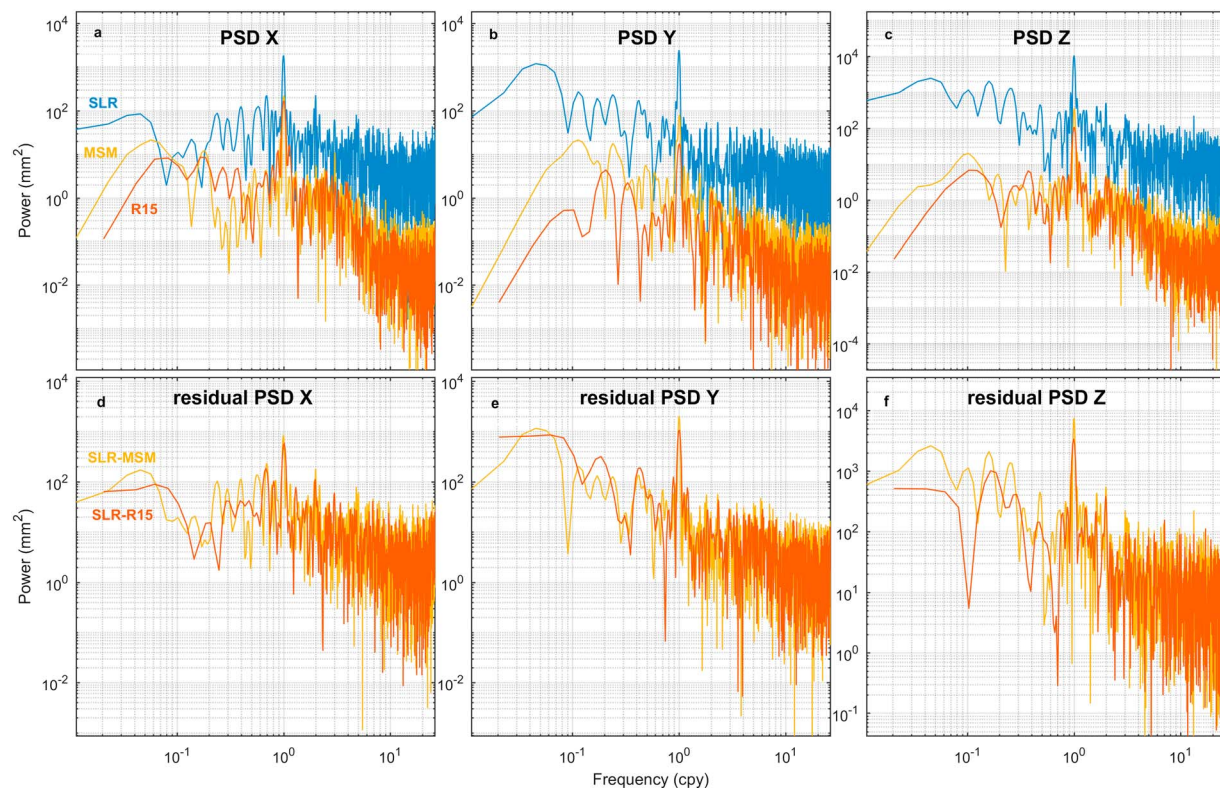 a
PSD X
b
PSD Y
c
PSD Z
10^4
10^2
10^0
10^-2
Power (mm^2)
SLR
MSM
R15
10^4
10^2
10^0
10^-2
10^4
10^2
10^0
10^-2
10^-4
d
residual PSD X
e
residual PSD Y
f
residual PSD Z
10^4
10^2
10^0
10^-2
Power (mm^2)
SLR-MSM
SLR-R15
10^4
10^2
10^0
10^-2
10^4
10^3
10^2
10^1
10^0
10^-1
10^-1 10^0 10^1
10^-1 10^0 10^1
10^-1 10^0 10^1
Frequency (cpy)